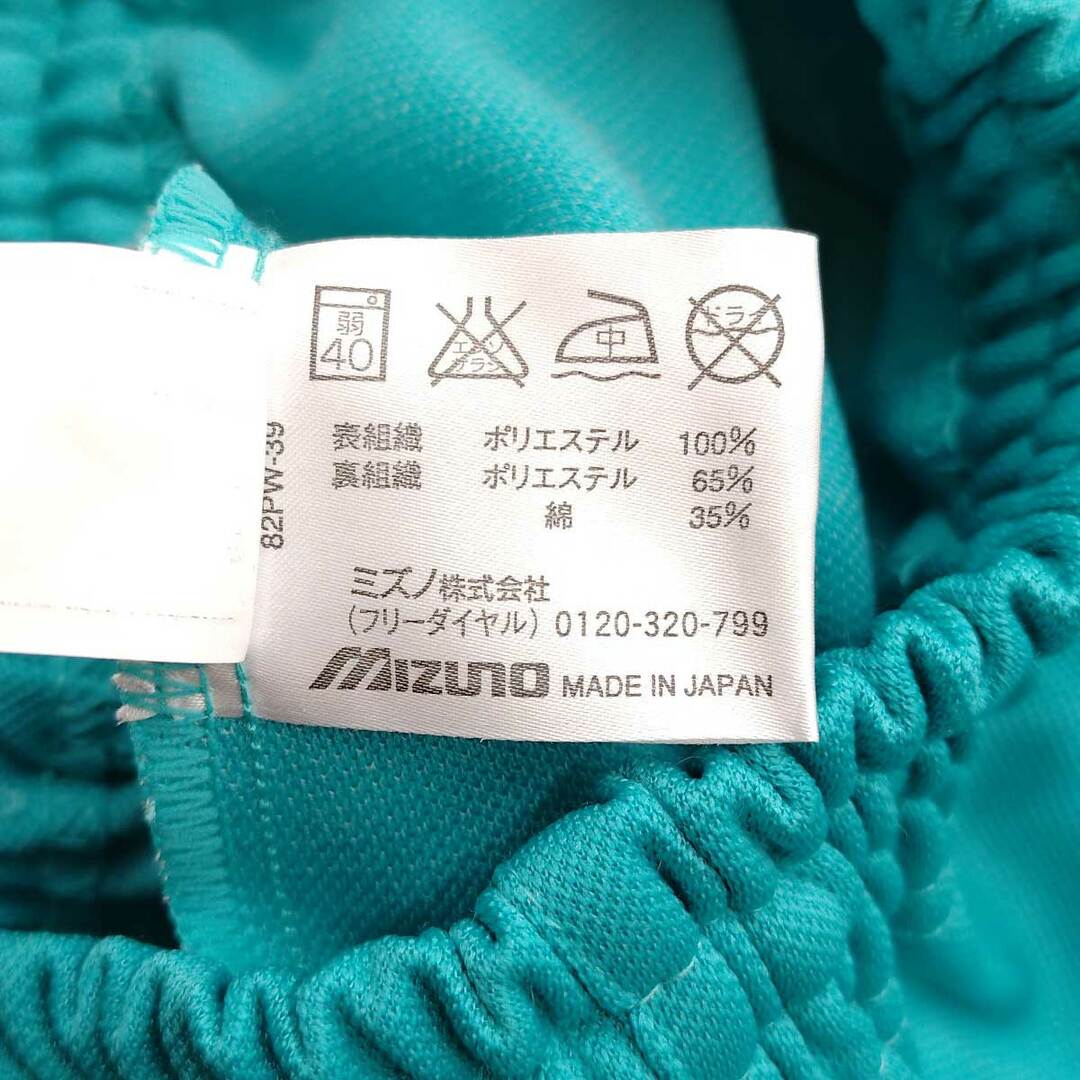 弱
40
エンソ
サラシ
中
ドライ
表組織 ポリエステル 100%
裏組織 ポリエステル 65%
綿 35%
ミズノ株式会社
(フリーダイヤル) 0120-320-799
MIZUNO MADE IN JAPAN
82PW-39